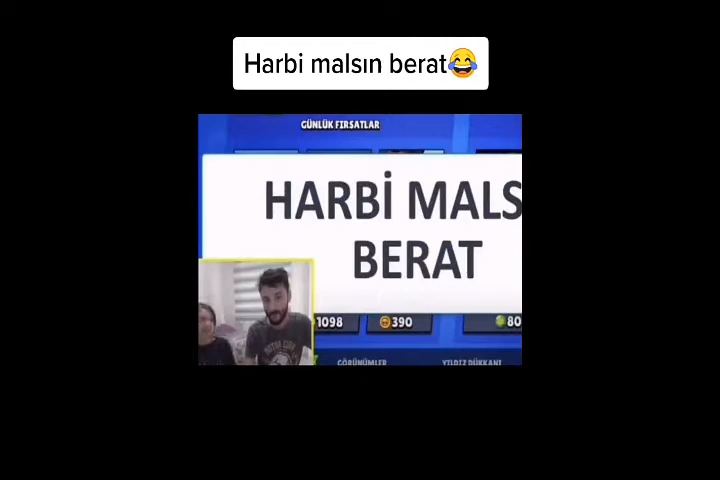 Harbi malsın berat😂
GÜNLÜK FIRSATLAR
HARBİ MALS
BERAT
1098
390
80
GÖRÜNÜMLER
YILDIZ DÜKKANI